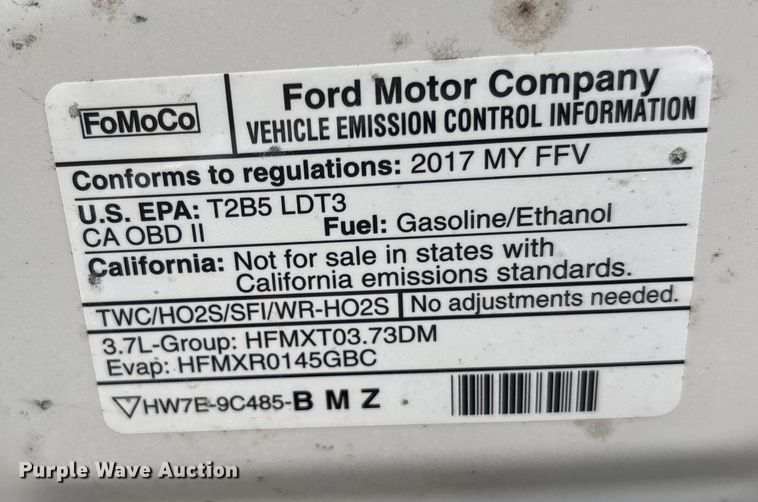 FoMoCo
Ford Motor Company
VEHICLE EMISSION CONTROL INFORMATION
Conforms to regulations: 2017 MY FFV
U.S. EPA: T2B5 LDT3
CA OBD II Fuel: Gasoline/Ethanol
California: Not for sale in states with
California emissions standards.
TWC/HO2S/SFI/WR-HO2S No adjustments needed.
3.7L-Group: HFMXT03.73DM
Evap: HFMXR0145GBC
HW7E-9C485-B M Z
Purple Wave Auction